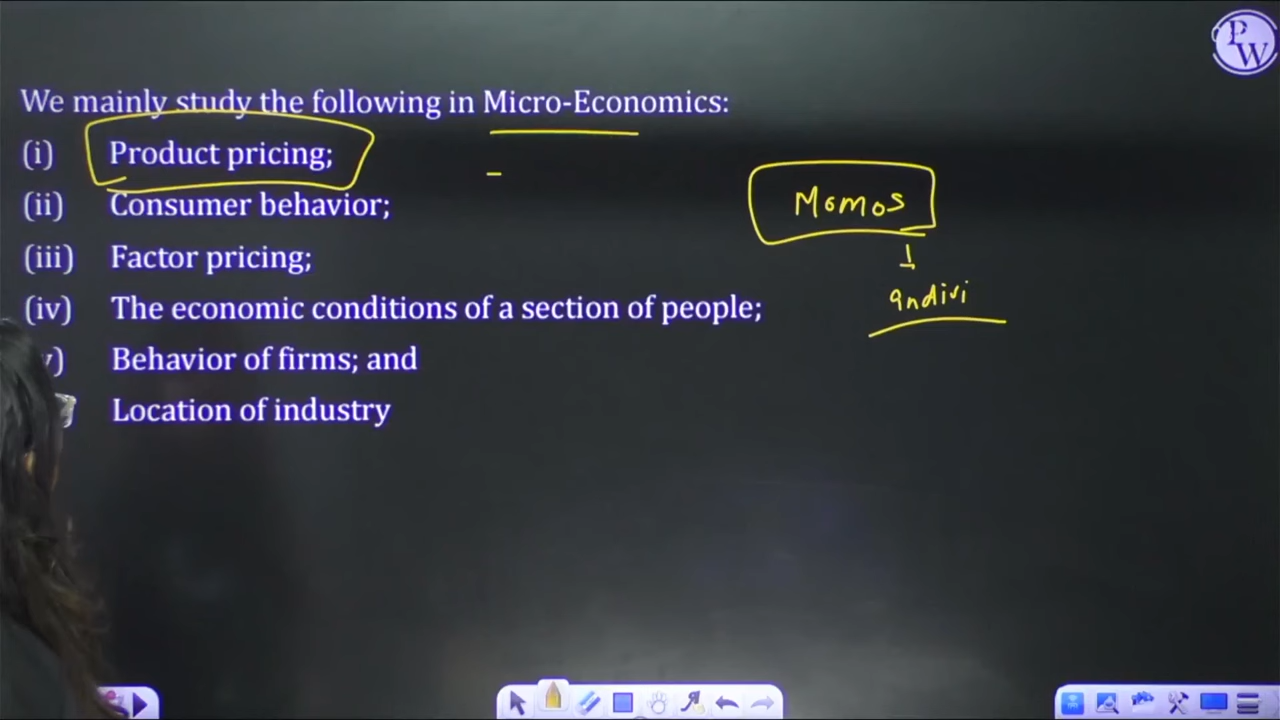 PW
We mainly study the following in Micro-Economics:
(i) Product pricing;
(ii) Consumer behavior;
(iii) Factor pricing;
(iv) The economic conditions of a section of people;
v) Behavior of firms; and
Location of industry
Momos
Indivi